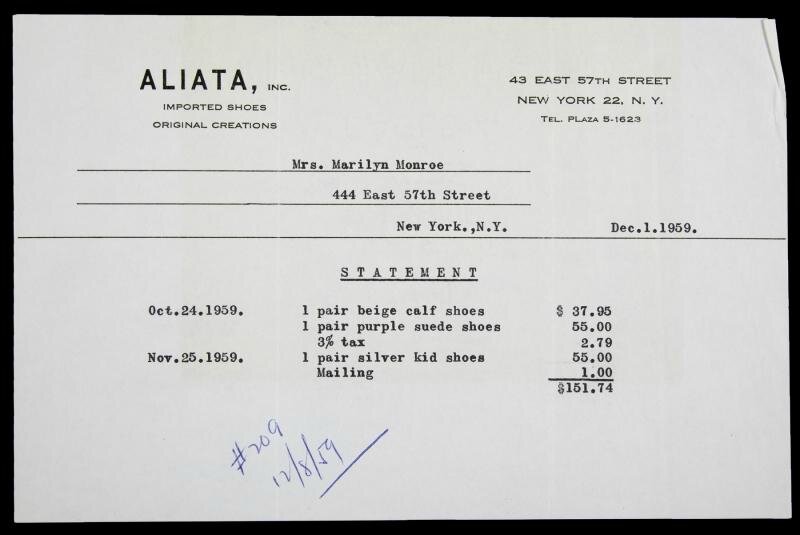 ALIATA, INC.
IMPORTED SHOES
ORIGINAL CREATIONS
43 EAST 57TH STREET
NEW YORK 22, N. Y.
TEL. PLAZA 5-1623
Mrs. Marilyn Monroe
444 East 57th Street
New York.,N.Y.
Dec.1.1959.
STATEMENT
Oct.24.1959. 1 pair beige calf shoes $ 37.95
1 pair purple suede shoes 55.00
3% tax 2.79
Nov.25.1959. 1 pair silver kid shoes 55.00
Mailing 1.00
$151.74
#209
12/8/59